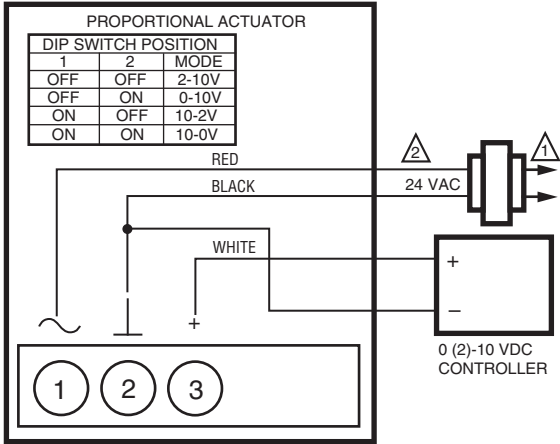 PROPORTIONAL ACTUATOR
DIP SWITCH POSITION
1 2 MODE
OFF OFF 2-10V
OFF ON 0-10V
ON OFF 10-2V
ON ON 10-0V
RED
2
1
BLACK
24 VAC
WHITE
+
–
+
0 (2)-10 VDC
CONTROLLER
1 2 3